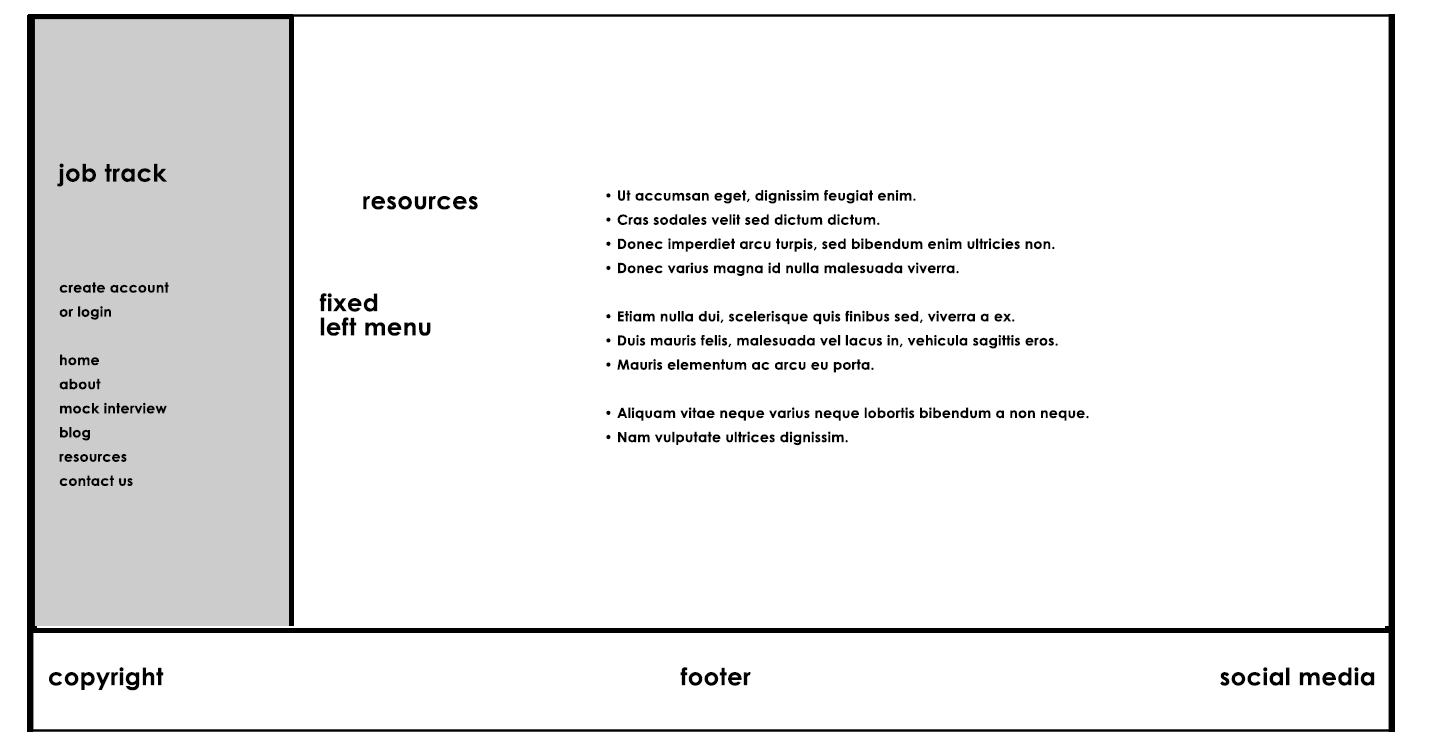 job track
create account
or login
home
about
mock interview
blog
resources
contact us
resources
fixed
left menu
• Ut accumsan eget, dignissim feugiat enim.
• Cras sodales velit sed dictum dictum.
• Donec imperdiet arcu turpis, sed bibendum enim ultricies non.
• Donec varius magna id nulla malesuada viverra.
• Etiam nulla dui, scelerisque quis finibus sed, viverra a ex.
• Duis mauris felis, malesuada vel lacus in, vehicula sagittis eros.
• Mauris elementum ac arcu eu porta.
• Aliquam vitae neque varius neque lobortis bibendum a non neque.
• Nam vulputate ultrices dignissim.
copyright
footer
social media